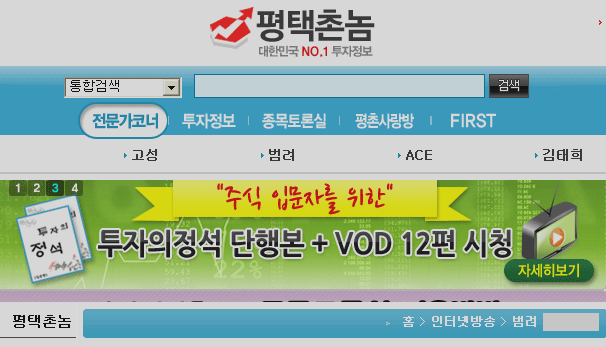 평택촌놈
대한민국 NO.1 투자정보
통합검색
검색
전문가코너 투자정보 종목토론실 평촌사랑방 FIRST
고성 범려 ACE 김태희
1 2 3 4
"주식 입문자를 위한"
투자의 정석
투자의정석 단행본 + VOD 12편 시청
자세히보기
평택촌놈
홈 > 인터넷방송 > 범려